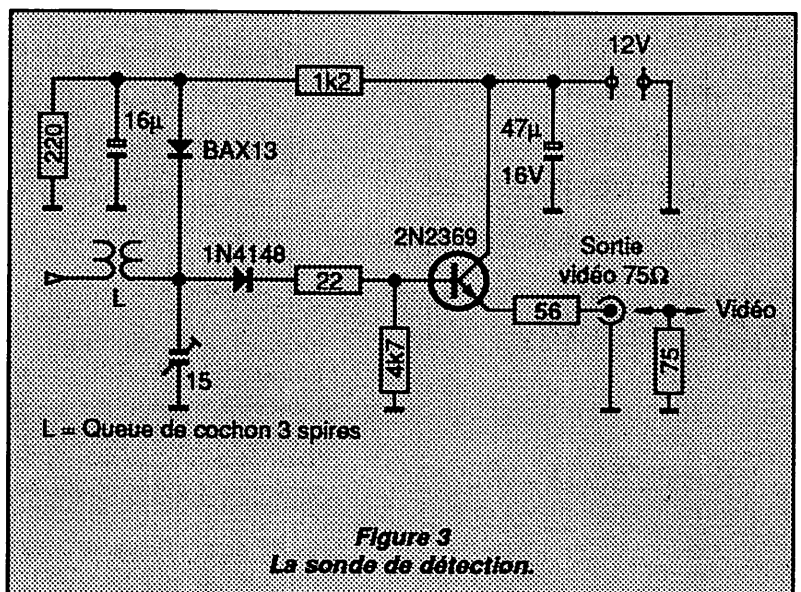 12V
1k2
16µ
220
BAX13
47µ
16V
1N4148
2N2369
Sortie
vidéo 75Ω
22
L
56
Vidéo
4k7
75
15
L = Queue de cochon 3 spires
Figure 3
La sonde de détection.